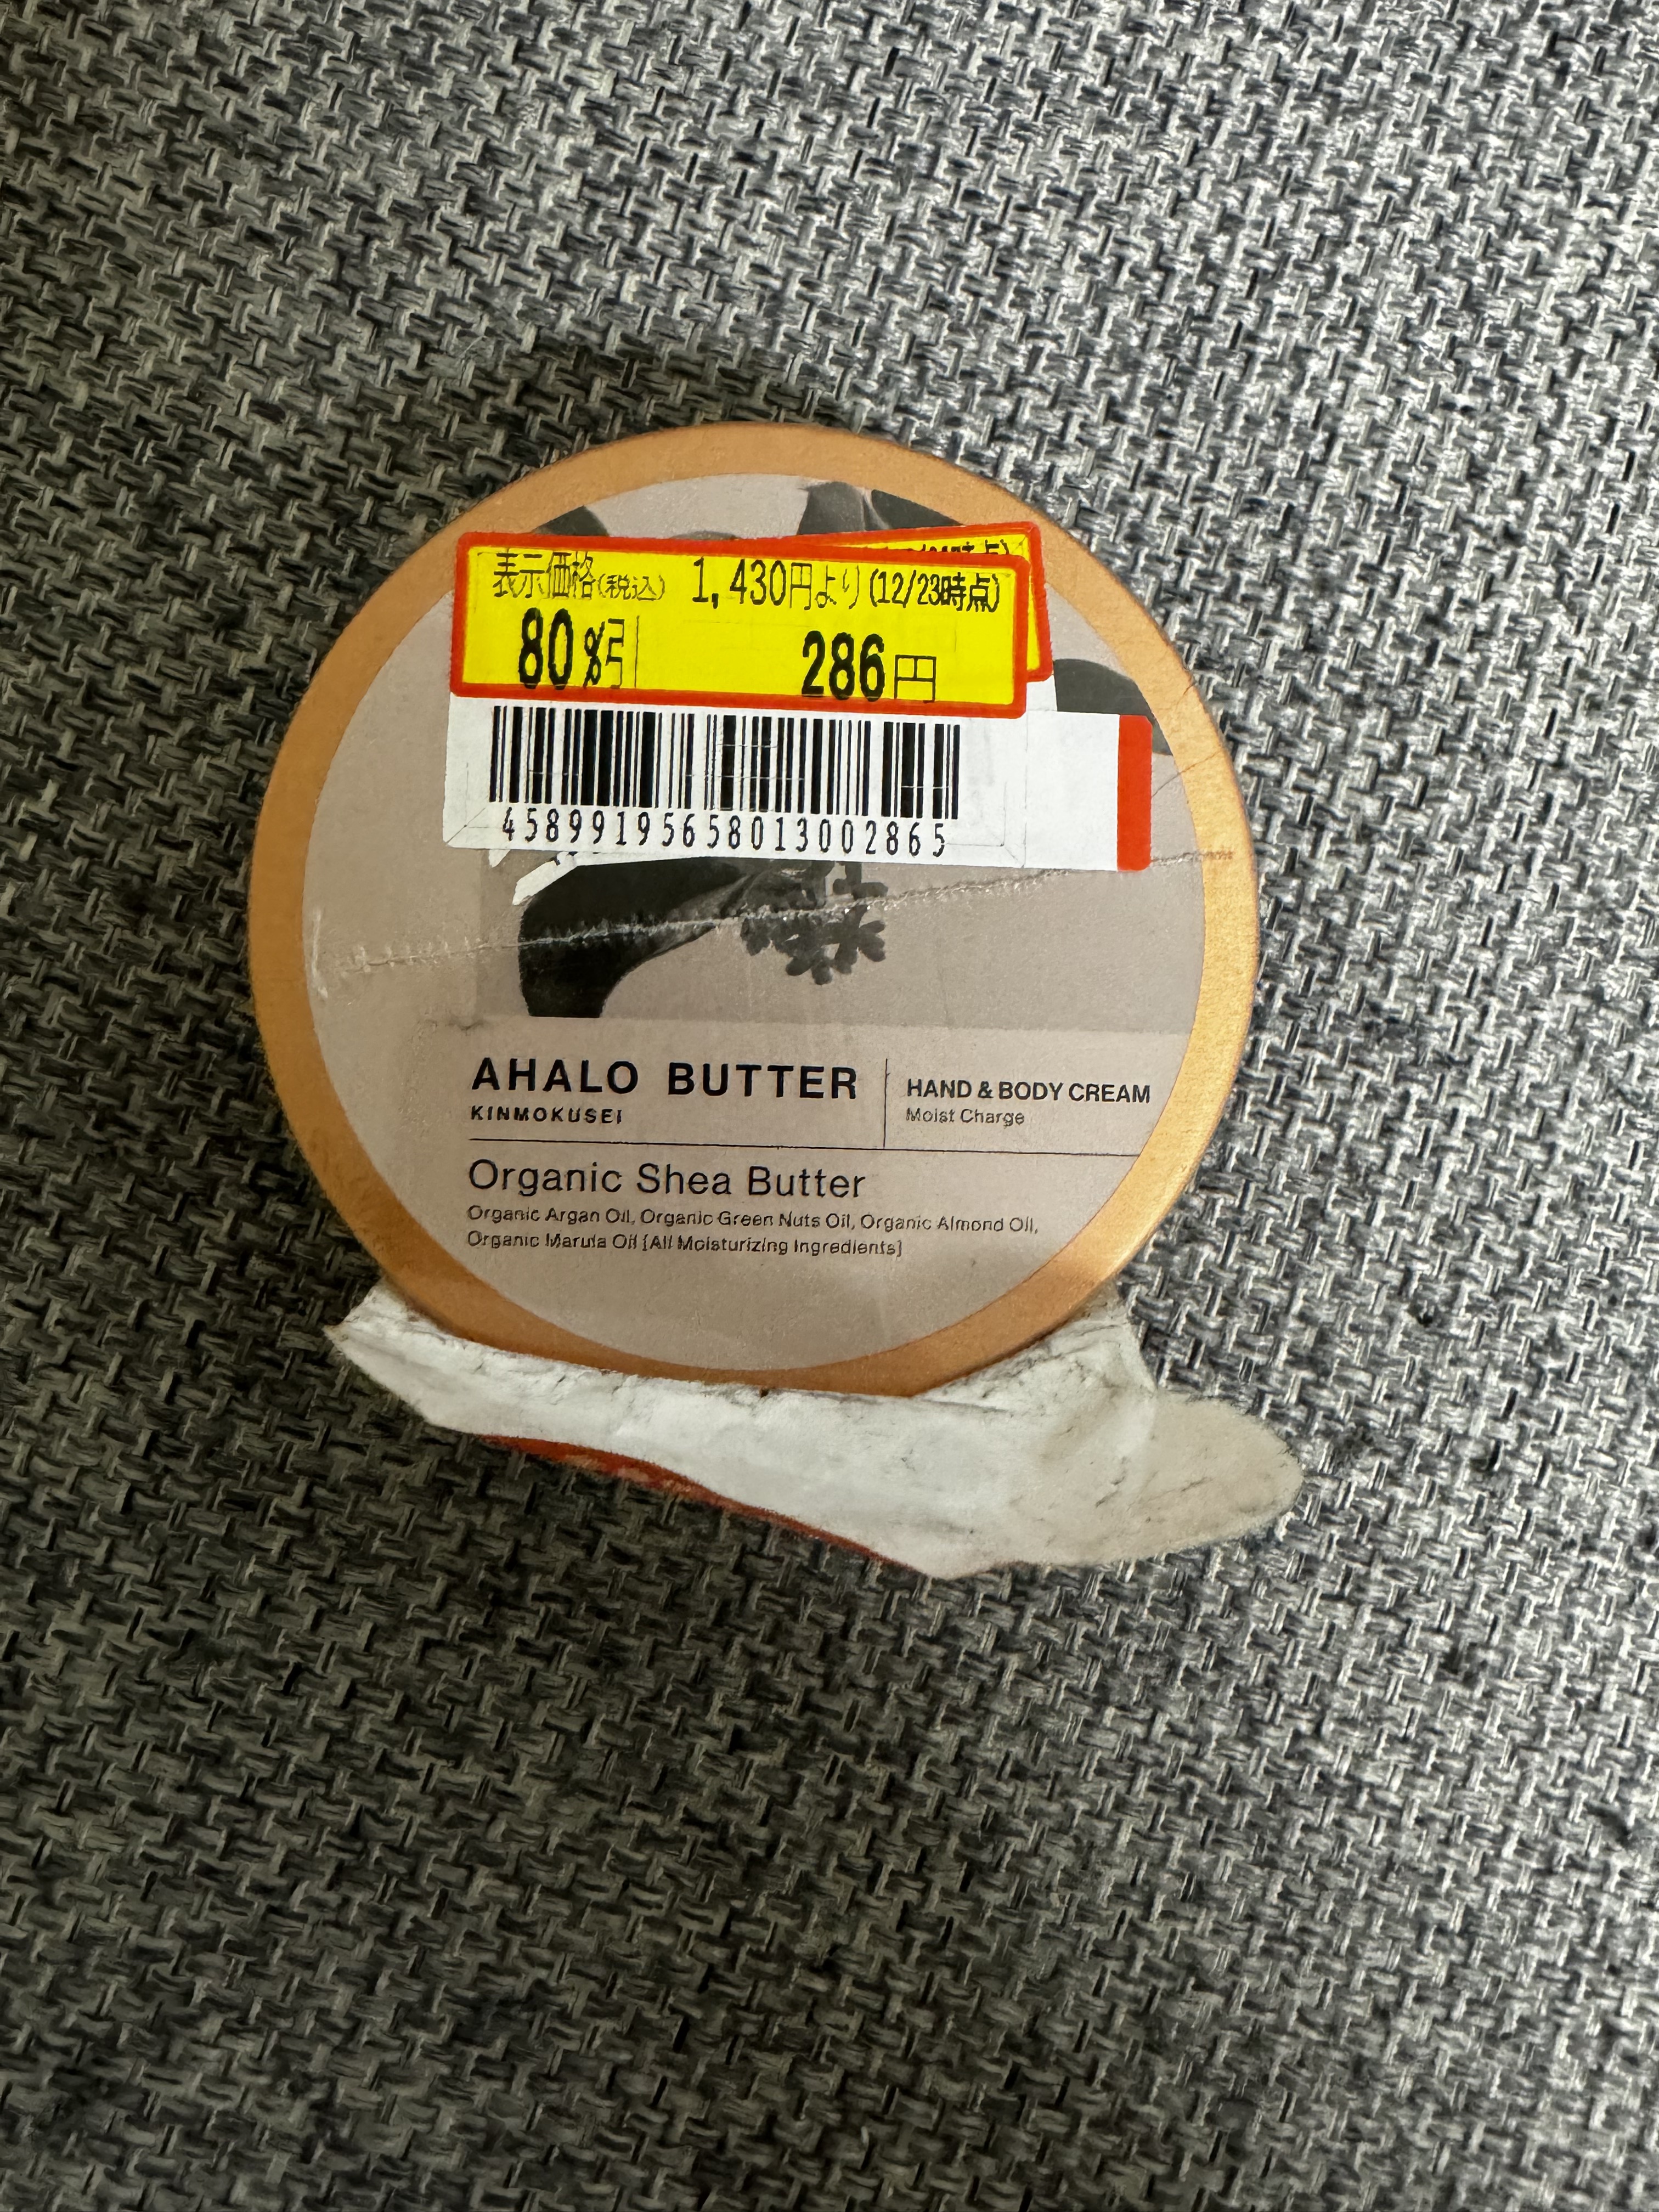 表示価格(税込) 1,430円より(12/23時点)
80%引 286円
4589919565801300 2865
AHALO BUTTER
KINMOKUSEI
HAND & BODY CREAM
Moist Charge
Organic Shea Butter
Organic Argan Oil, Organic Green Nuts Oil, Organic Almond Oil,
Organic Marula Oil [All Moisturizing Ingredients]